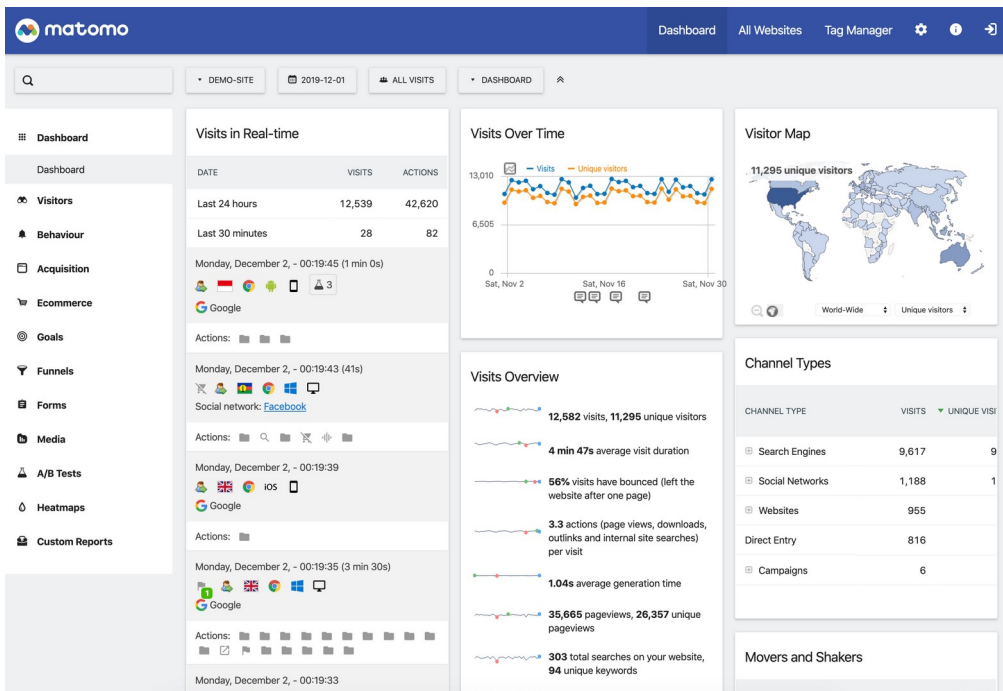 matomo
Dashboard All Websites Tag Manager
DEMO-SITE 2019-12-01 ALL VISITS DASHBOARD
Dashboard
Dashboard
Visitors
Behaviour
Acquisition
Ecommerce
Goals
Funnels
Forms
Media
A/B Tests
Heatmaps
Custom Reports
Visits in Real-time
DATE VISITS ACTIONS
Last 24 hours 12,539 42,620
Last 30 minutes 28 82
Monday, December 2, - 00:19:45 (1 min 0s)
3
Google
Actions:
Monday, December 2, - 00:19:43 (41s)
Social network: Facebook
Actions:
Monday, December 2, - 00:19:39
iOS
Google
Actions:
Monday, December 2, - 00:19:35 (3 min 30s)
1
Google
Actions:
Monday, December 2, - 00:19:33
Visits Over Time
Visits Unique visitors
13,010
6,505
0
Sat, Nov 2 Sat, Nov 16 Sat, Nov 30
Visits Overview
12,582 visits, 11,295 unique visitors
4 min 47s average visit duration
56% visits have bounced (left the
website after one page)
3.3 actions (page views, downloads,
outlinks and internal site searches)
per visit
1.04s average generation time
35,665 pageviews, 26,357 unique
pageviews
303 total searches on your website,
94 unique keywords
Visitor Map
11,295 unique visitors
World-Wide Unique visitors
Channel Types
CHANNEL TYPE VISITS UNIQUE VISI
Search Engines 9,617 9
Social Networks 1,188 1
Websites 955
Direct Entry 816
Campaigns 6
Movers and Shakers